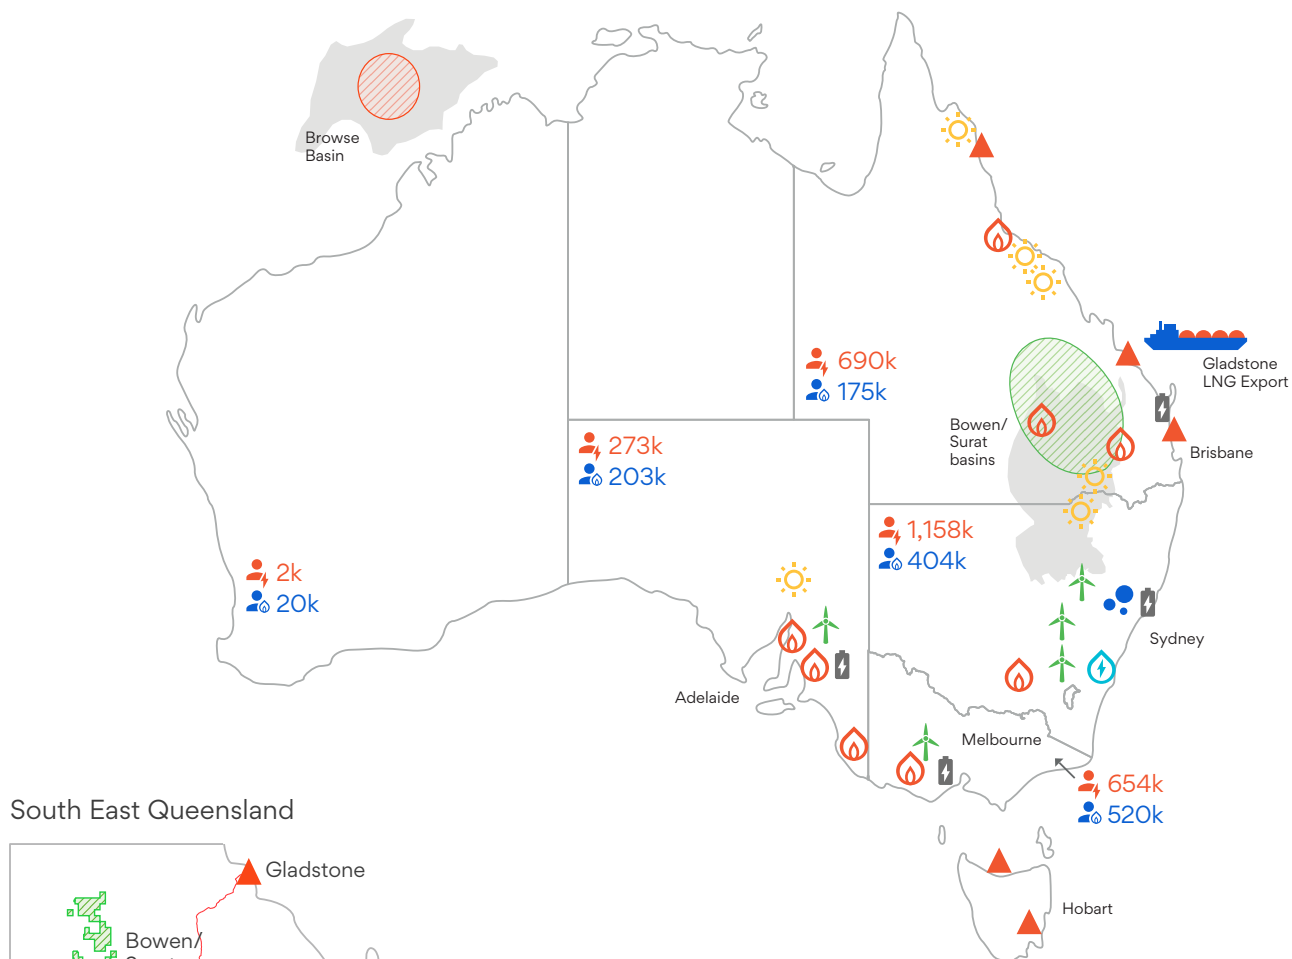 Browse
Basin
690k
175k
Gladstone
LNG Export
Bowen/
Surat
basins
Brisbane
273k
203k
1,158k
404k
2k
20k
Sydney
Adelaide
Melbourne
654k
520k
Hobart
South East Queensland
Gladstone
Bowen/